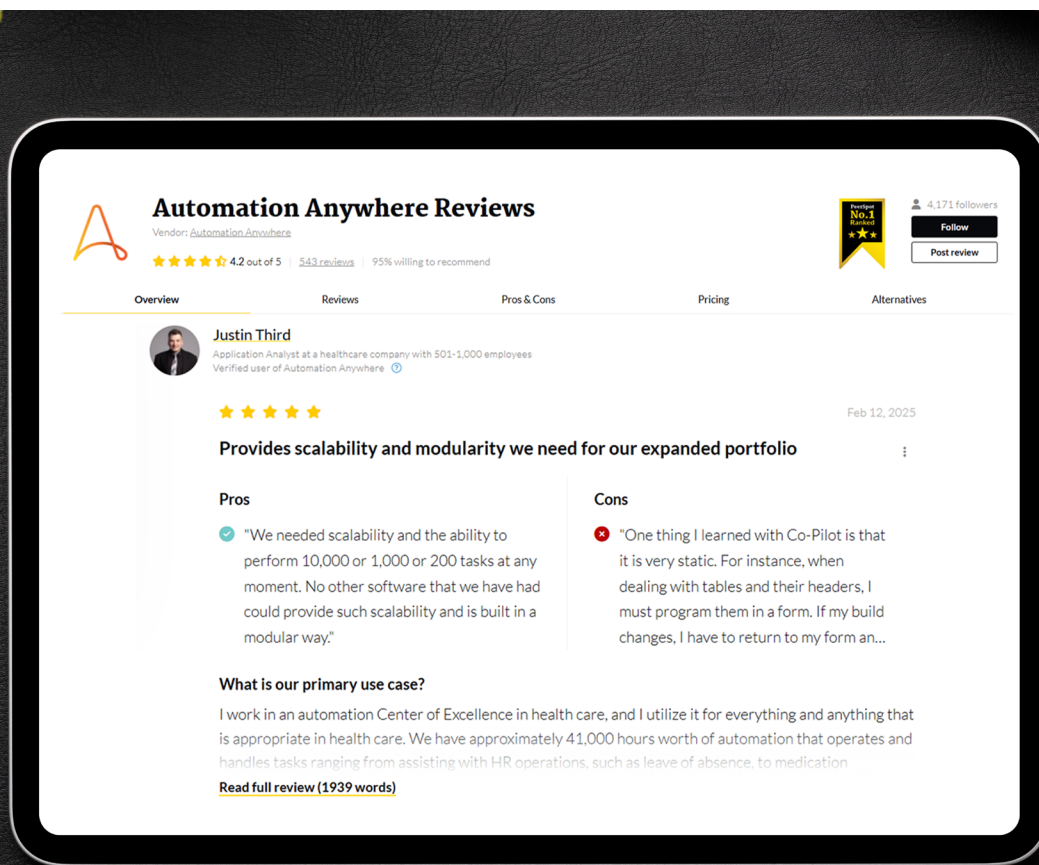 Automation Anywhere Reviews
Vendor: Automation Anywhere
4.2 out of 5 | 543 reviews | 95% willing to recommend
PeerSpot
No.1
Ranked
4,171 followers
Follow
Post review
Overview
Reviews
Pros & Cons
Pricing
Alternatives
Justin Third
Application Analyst at a healthcare company with 501-1,000 employees
Verified user of Automation Anywhere ?
Feb 12, 2025
Provides scalability and modularity we need for our expanded portfolio
Pros
"We needed scalability and the ability to
perform 10,000 or 1,000 or 200 tasks at any
moment. No other software that we have had
could provide such scalability and is built in a
modular way."
Cons
"One thing I learned with Co-Pilot is that
it is very static. For instance, when
dealing with tables and their headers, I
must program them in a form. If my build
changes, I have to return to my form an...
What is our primary use case?
I work in an automation Center of Excellence in health care, and I utilize it for everything and anything that
is appropriate in health care. We have approximately 41,000 hours worth of automation that operates and
handles tasks ranging from assisting with HR operations, such as leave of absence, to medication
Read full review (1939 words)